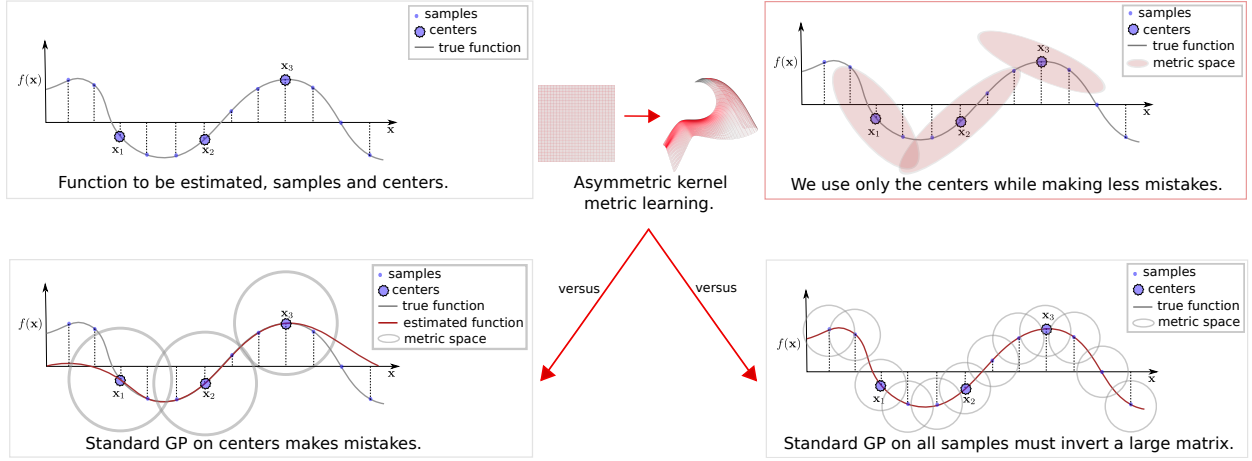 samples
centers
true function
f(x)
x₃
x₁
x₂
x
Function to be estimated, samples and centers.
Asymmetric kernel
metric learning.
samples
centers
true function
metric space
f(x)
x₃
x₁
x₂
x
We use only the centers while making less mistakes.
versus
versus
samples
centers
true function
estimated function
metric space
f(x)
x₃
x₁
x₂
x
Standard GP on centers makes mistakes.
samples
centers
true function
metric space
f(x)
x₃
x₁
x₂
x
Standard GP on all samples must invert a large matrix.